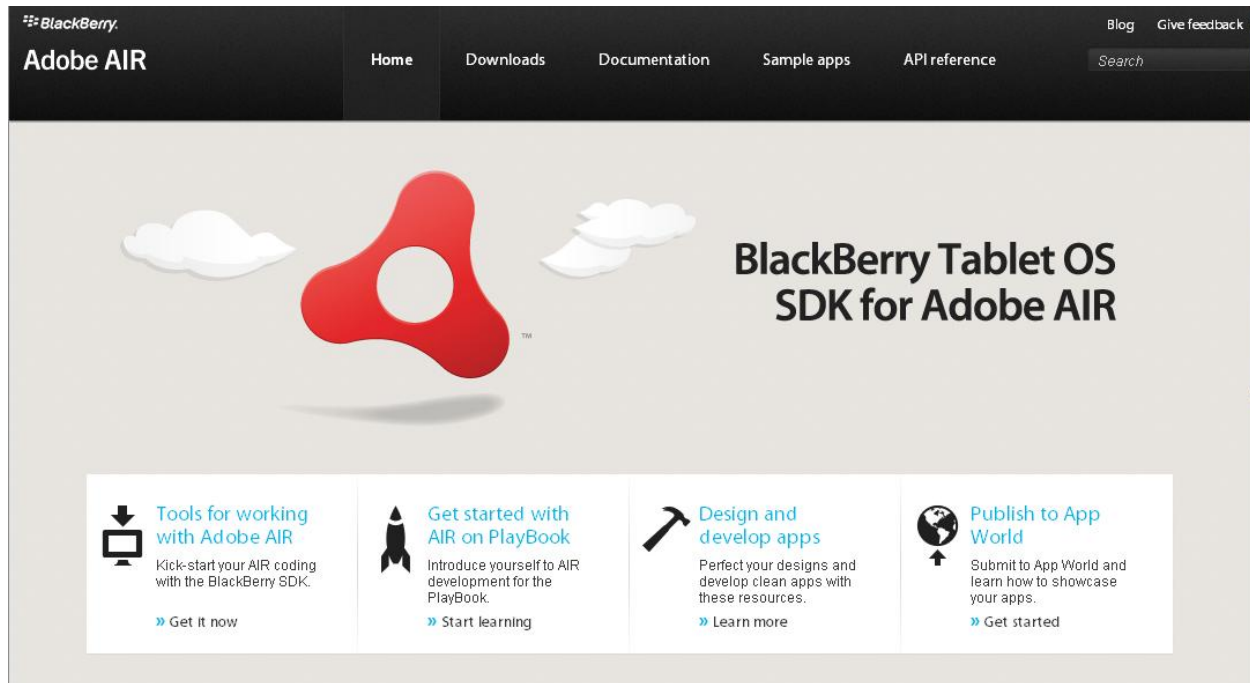 BlackBerry.
Blog Give feedback
Adobe AIR
Home Downloads Documentation Sample apps API reference
Search
TM
BlackBerry Tablet OS
SDK for Adobe AIR
Tools for working
with Adobe AIR
Kick-start your AIR coding
with the BlackBerry SDK.
» Get it now
Get started with
AIR on PlayBook
Introduce yourself to AIR
development for the
PlayBook.
» Start learning
Design and
develop apps
Perfect your designs and
develop clean apps with
these resources.
» Learn more
Publish to App
World
Submit to App World and
learn how to showcase
your apps.
» Get started